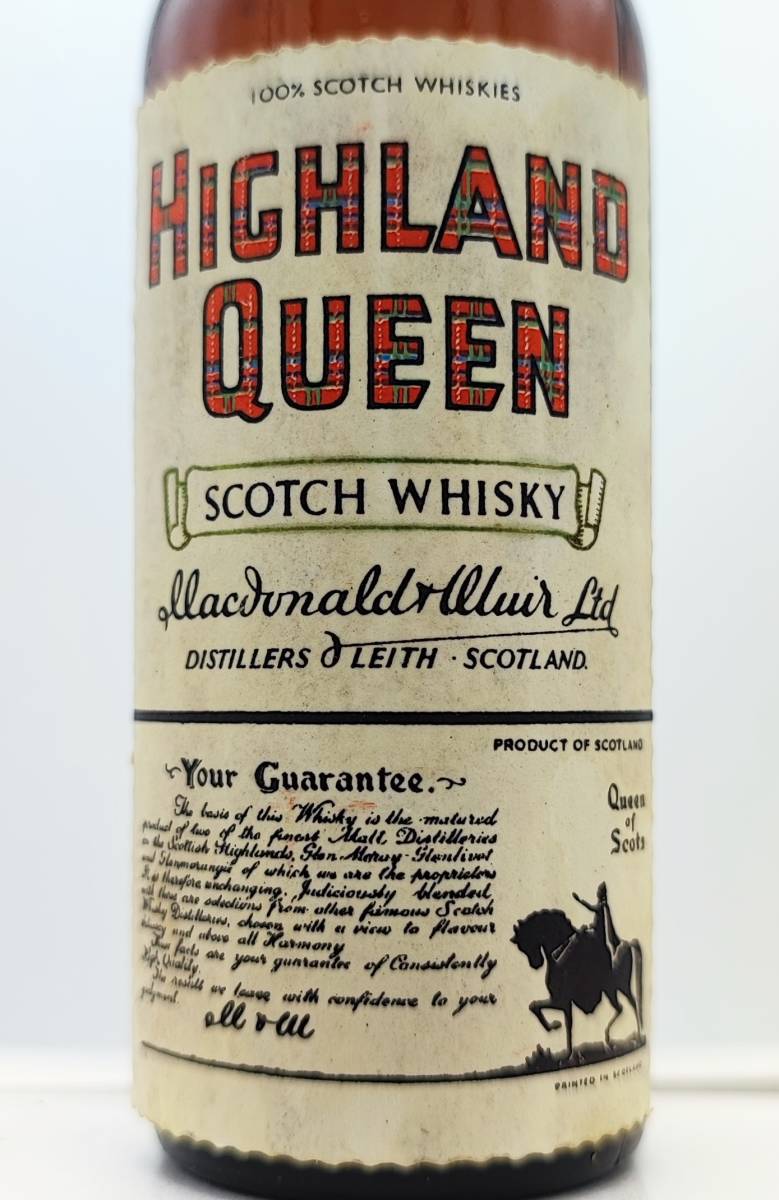 100% SCOTCH WHISKIES
HIGHLAND
QUEEN
SCOTCH WHISKY
Macdonald & Muir Ltd
DISTILLERS LEITH · SCOTLAND.
PRODUCT OF SCOTLAND
Your Guarantee.
The basis of this Whisky is the matured
product of two of the finest Malt Distilleries
in the Scottish Highlands, Glen-Moray-Glenlivet
and Glenmorangie of which we are the proprietors
It is therefore unchanging. Judiciously blended
with these are selections from other famous Scotch
Whisky Distilleries, chosen with a view to flavour
and above all Harmony
These facts are your guarantee of Consistently
High Quality.
The results we leave with confidence to your
judgment.
M & M
Queen
of
Scots
PRINTED IN SCOTLAND